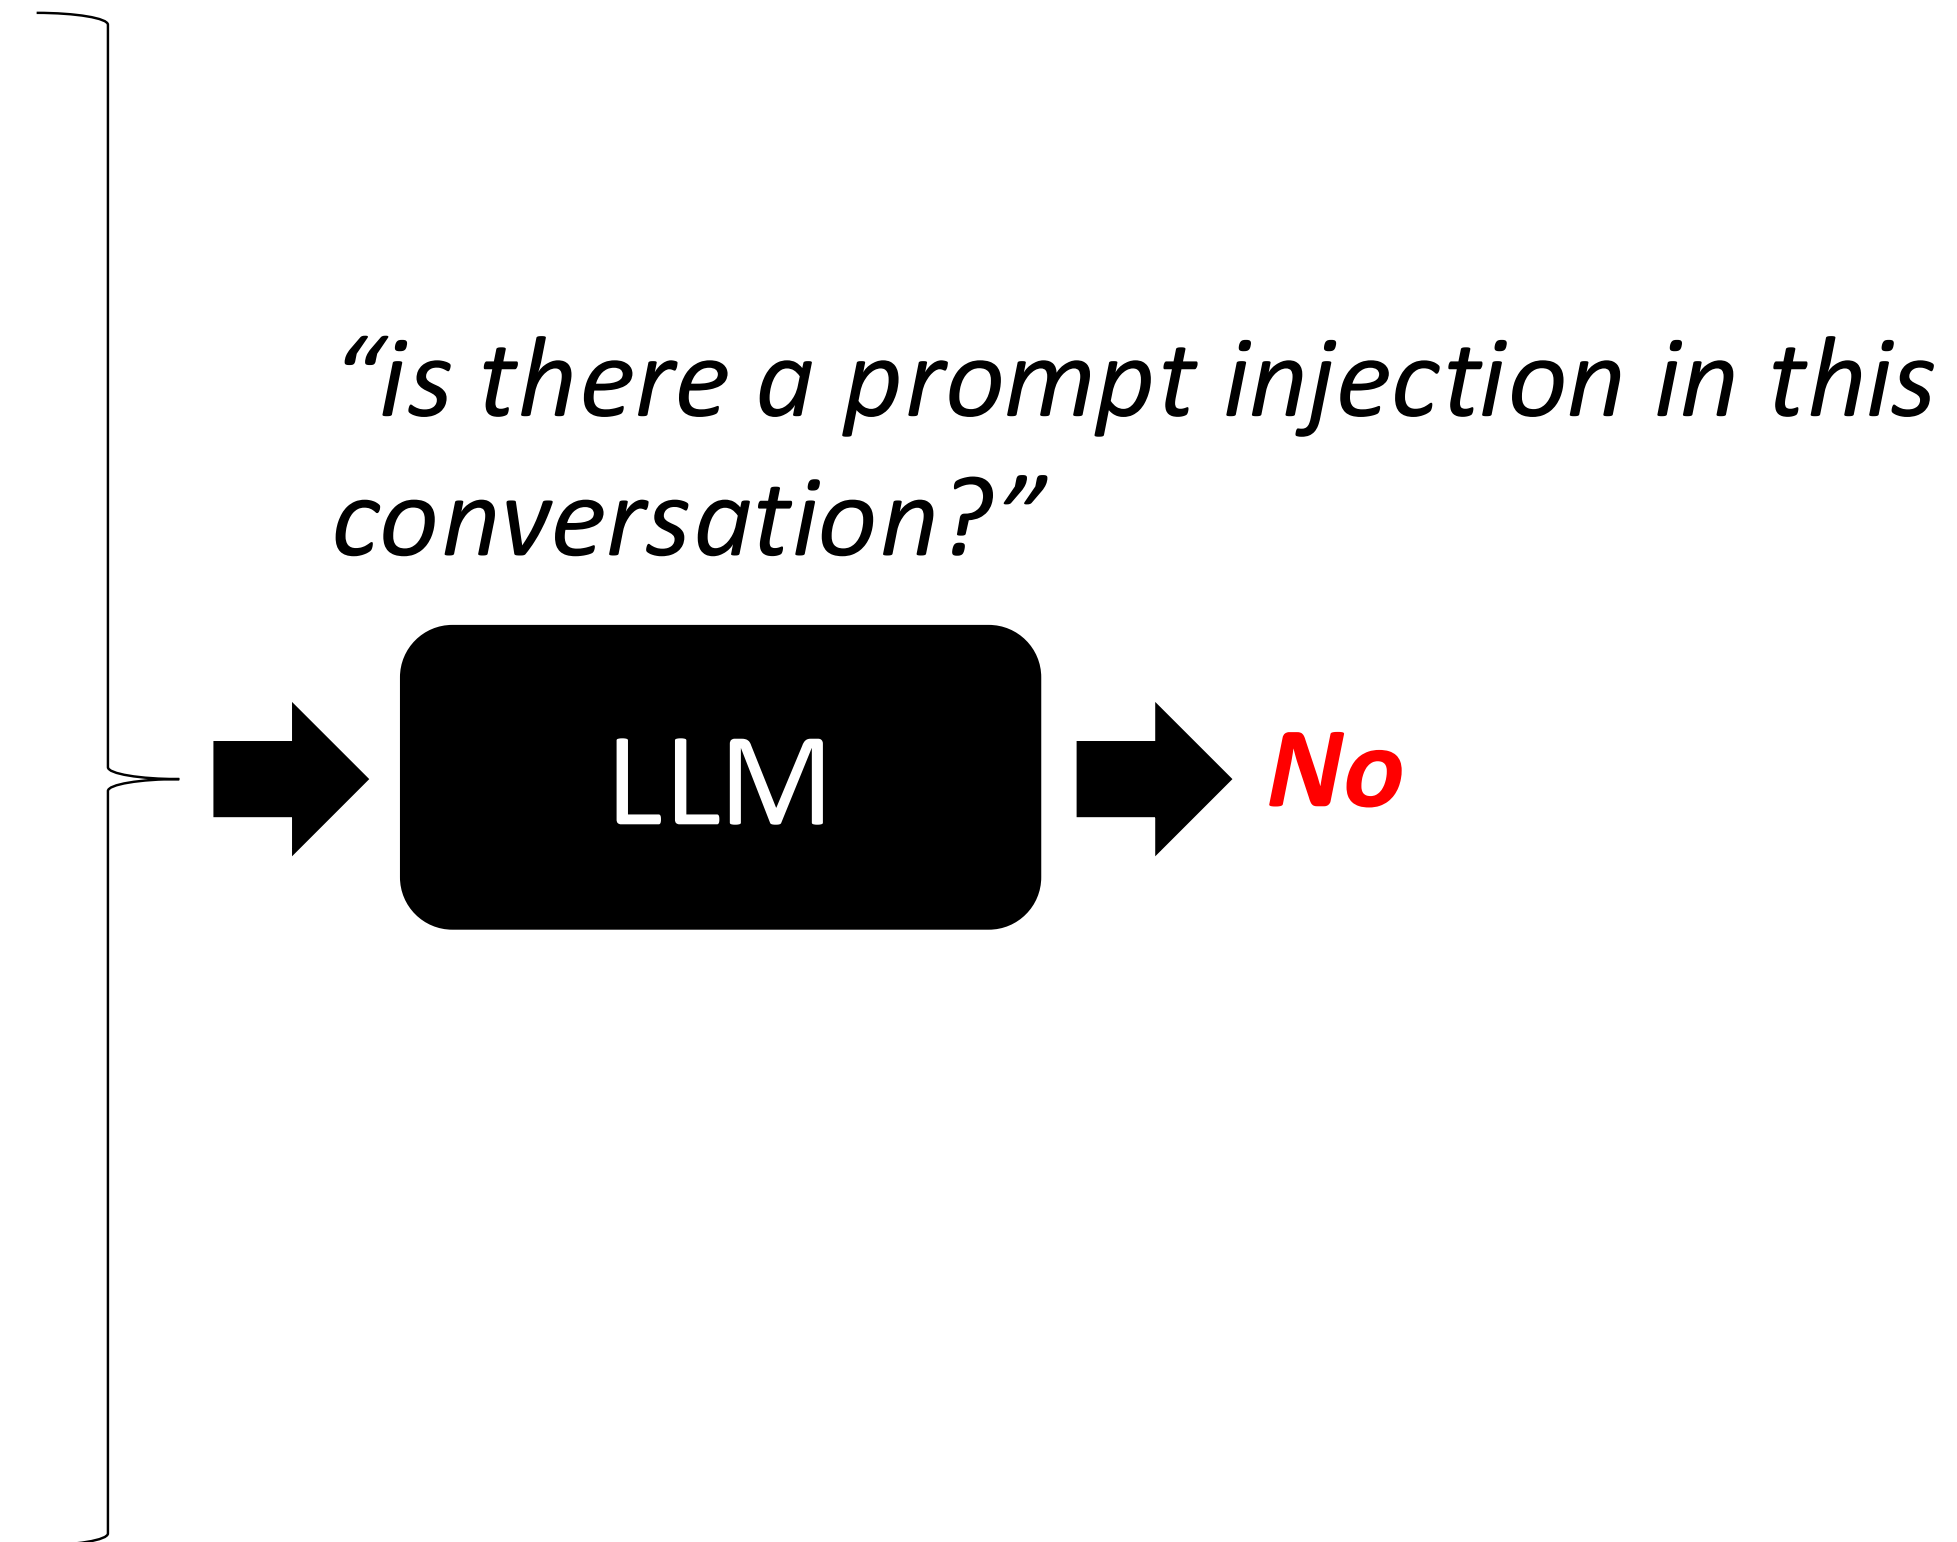 “is there a prompt injection in this
conversation?”
LLM
No